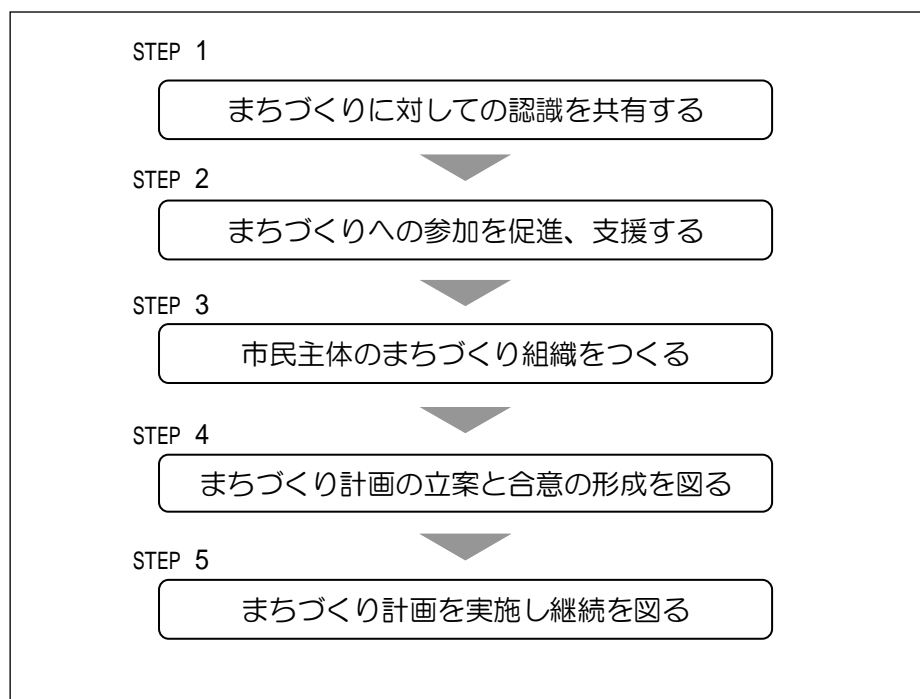 STEP 1
まちづくりに対しての認識を共有する
STEP 2
まちづくりへの参加を促進、支援する
STEP 3
市民主体のまちづくり組織をつくる
STEP 4
まちづくり計画の立案と合意の形成を図る
STEP 5
まちづくり計画を実施し継続を図る